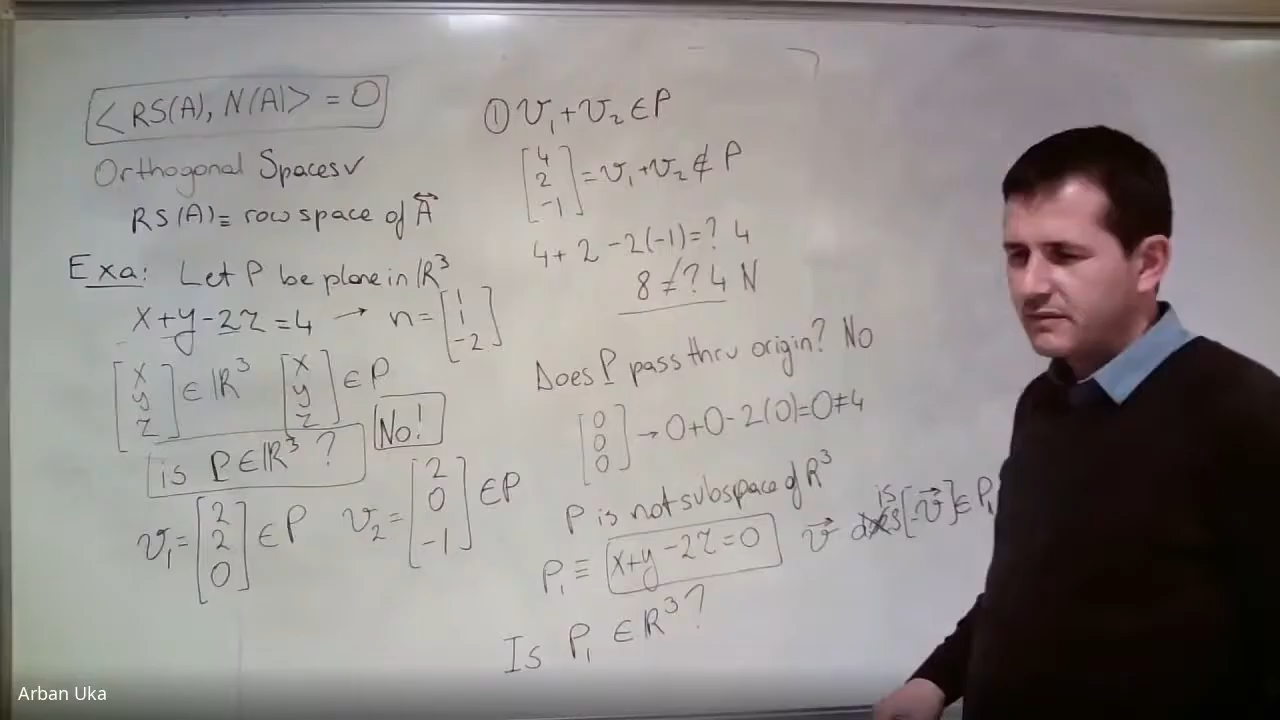 < RS(A), N(A) > = 0
Orthogonal Spaces✓
RS(A) ≡ row space of A⃡
Exa: Let P be plane in ℝ³
x+y-2z=4 → n=[1 1 -2]
[x y z] ∈ ℝ³ [x y z] ∈ P
is P∈ℝ³ ? No!
v₁=[2 2 0] ∈P v₂=[2 0 -1] ∈P
① v₁+v₂ ∈P
[4 2 -1] = v₁+v₂ ∉ P
4+2-2(-1)=? 4
8 ≠? 4 N
Does P pass thru origin? No
[0 0 0] → 0+0-2(0)=0≠4
P is not subspace of ℝ³
P₁ ≡ x+y-2z=0 v⃗ is [-v⃗]∈P₁
Is P₁ ∈ℝ³?
Arban Uka